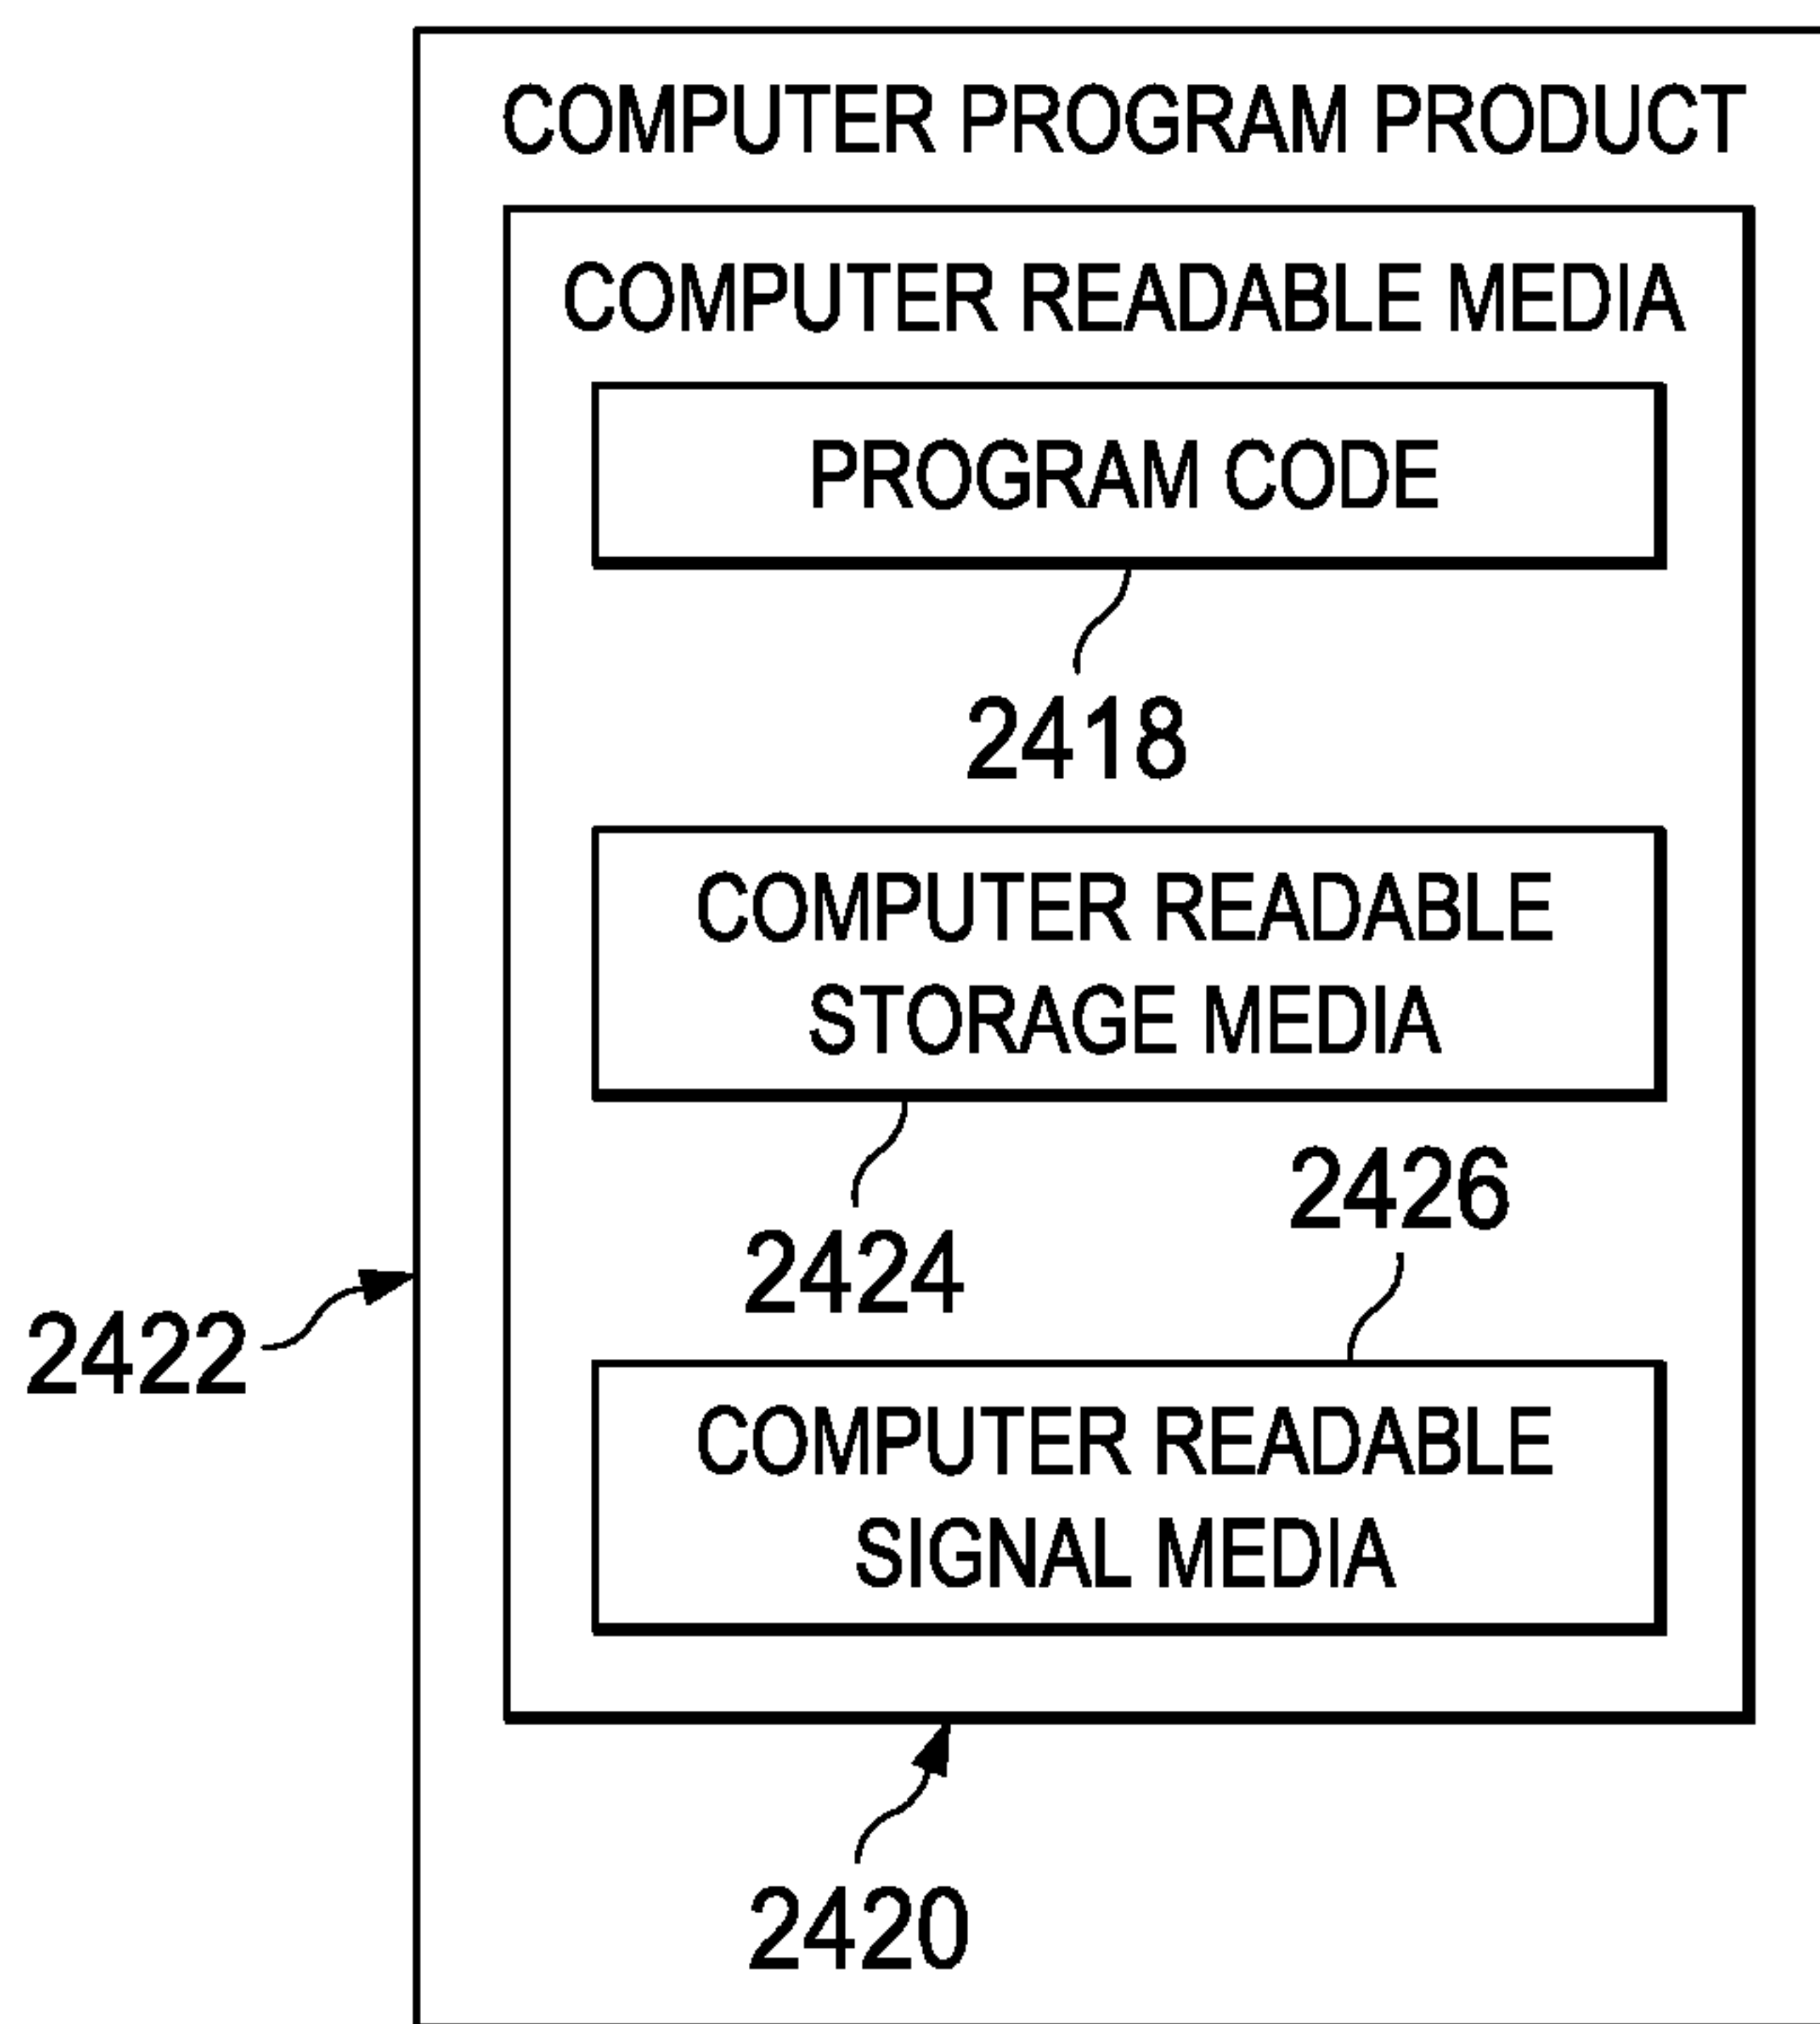 COMPUTER PROGRAM PRODUCT
COMPUTER READABLE MEDIA
PROGRAM CODE
2418
COMPUTER READABLE
STORAGE MEDIA
2426
2424
2422
COMPUTER READABLE
SIGNAL MEDIA
2420